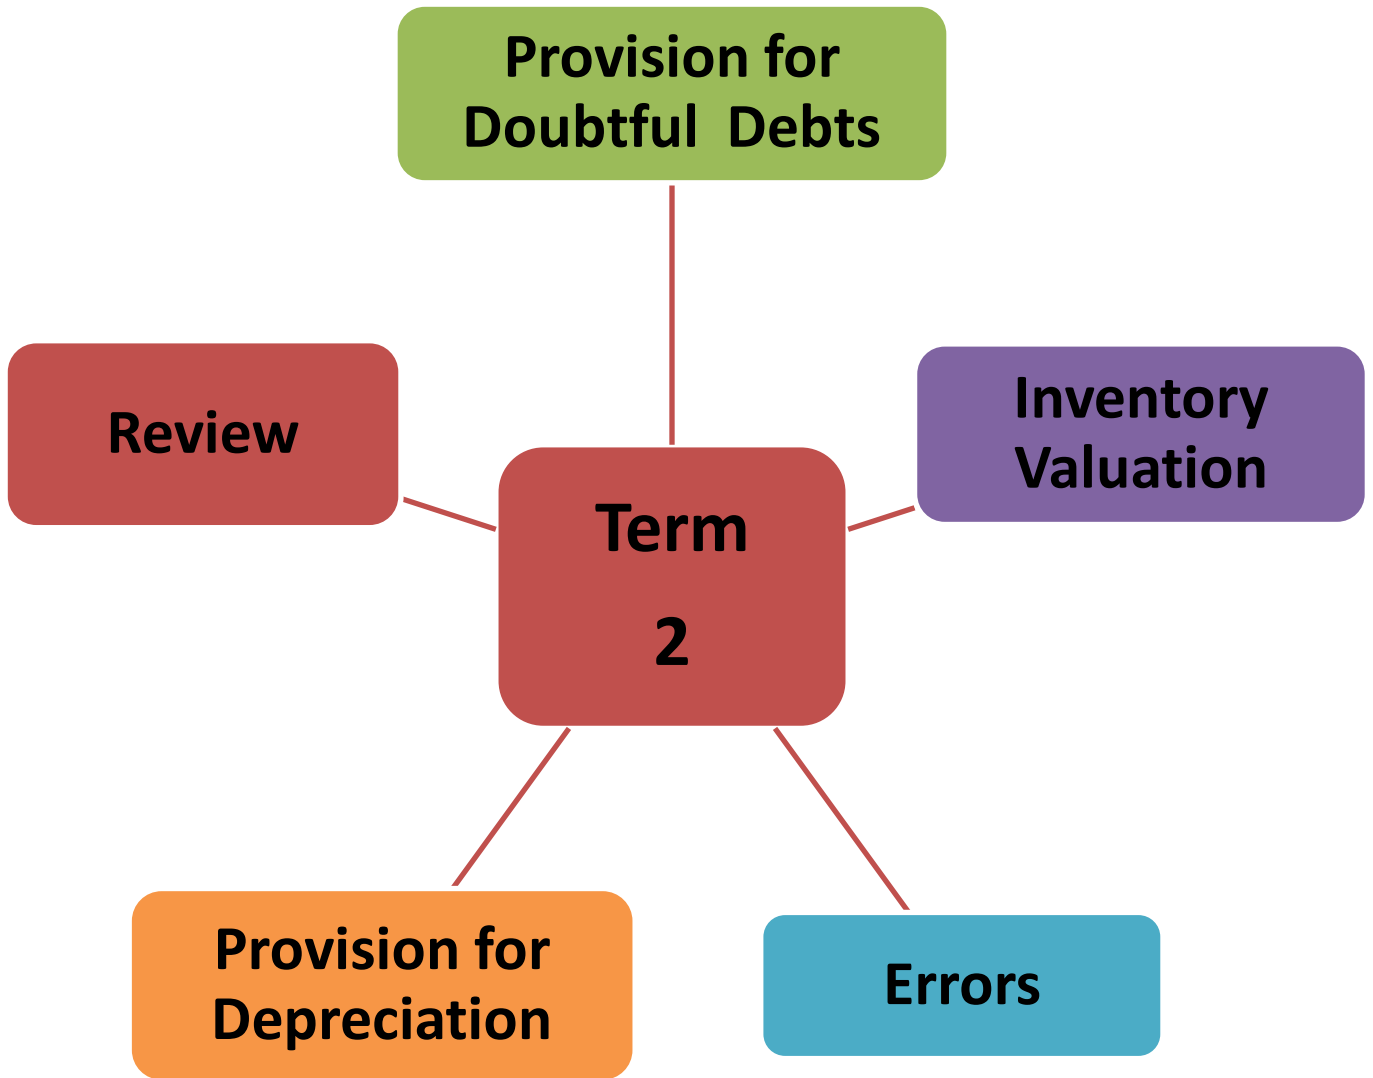 Provision for
Doubtful  Debts
Review
Inventory
Valuation
Term
2
Provision for
Depreciation
Errors